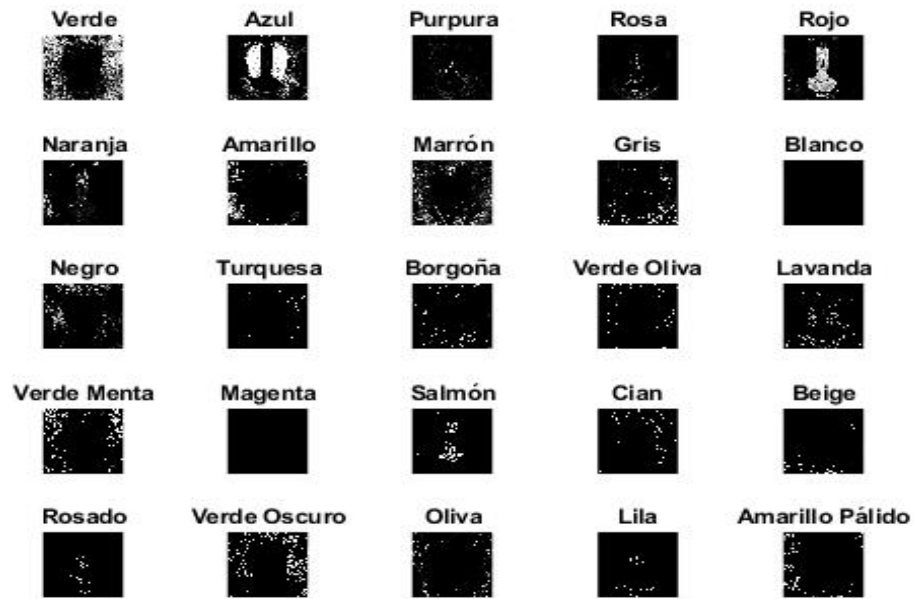 Verde Azul Purpura Rosa Rojo
Naranja Amarillo Marrón Gris Blanco
Negro Turquesa Borgoña Verde Oliva Lavanda
Verde Menta Magenta Salmón Cian Beige
Rosado Verde Oscuro Oliva Lila Amarillo Pálido